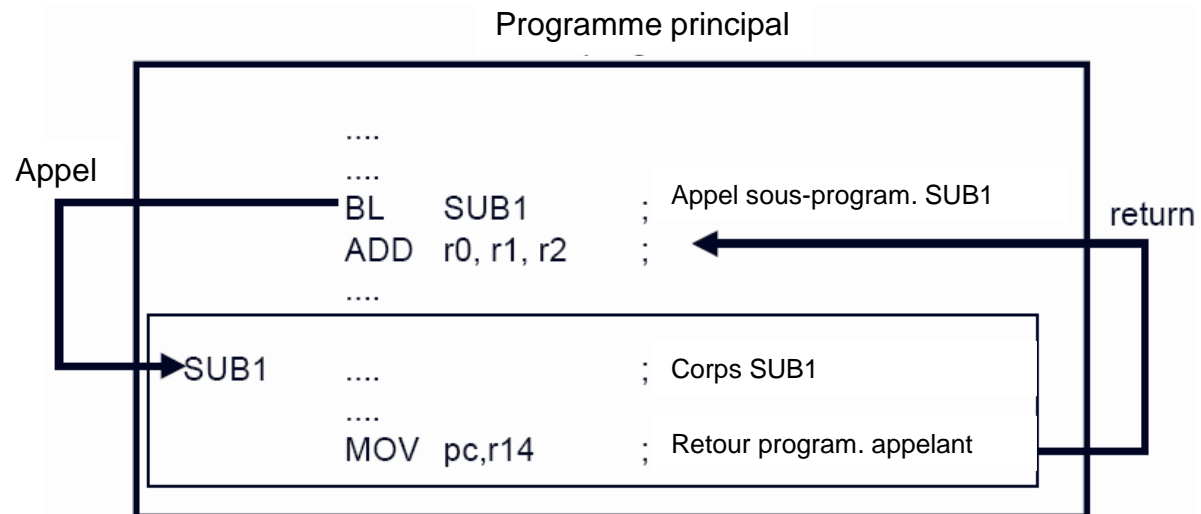 Programme principal
....
Appel
....
BL SUB1 ; Appel sous-program. SUB1
return
ADD r0, r1, r2 ;
....
SUB1 .... ; Corps SUB1
....
MOV pc,r14 ; Retour program. appelant